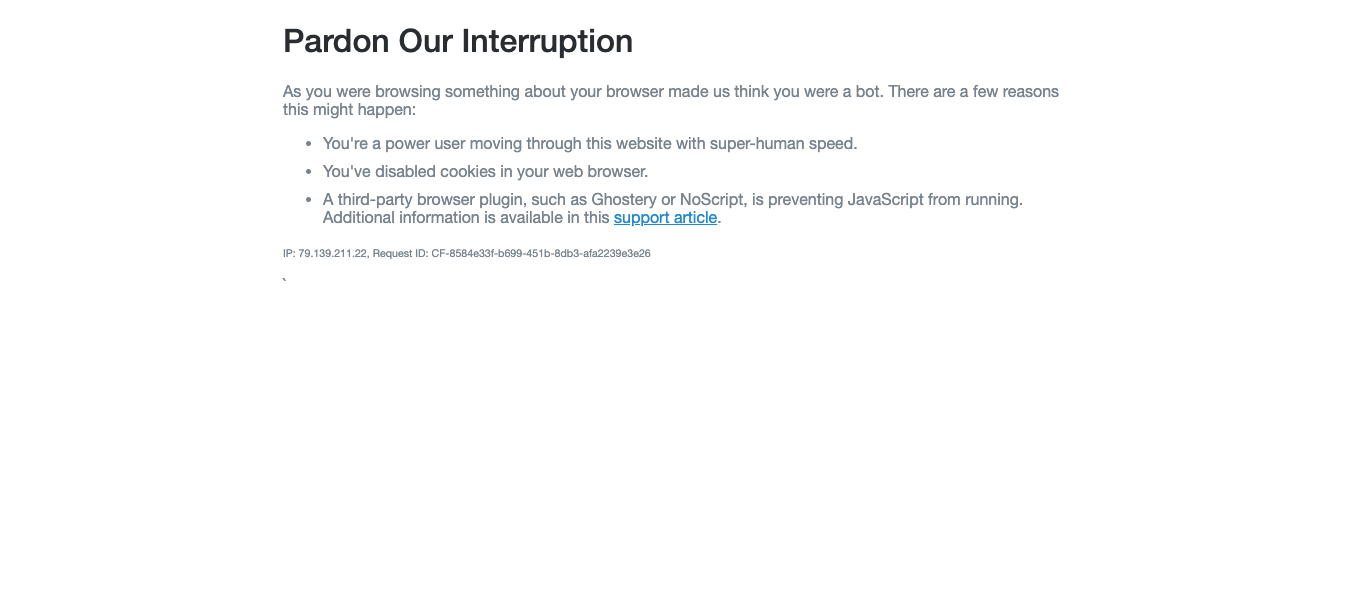 Pardon Our Interruption
As you were browsing something about your browser made us think you were a bot. There are a few reasons
this might happen:
• You're a power user moving through this website with super-human speed.
• You've disabled cookies in your web browser.
• A third-party browser plugin, such as Ghostery or NoScript, is preventing JavaScript from running.
Additional information is available in this support article.
IP: 79.139.211.22, Request ID: CF-8584e33f-b699-451b-8db3-afa2239e3e26
`